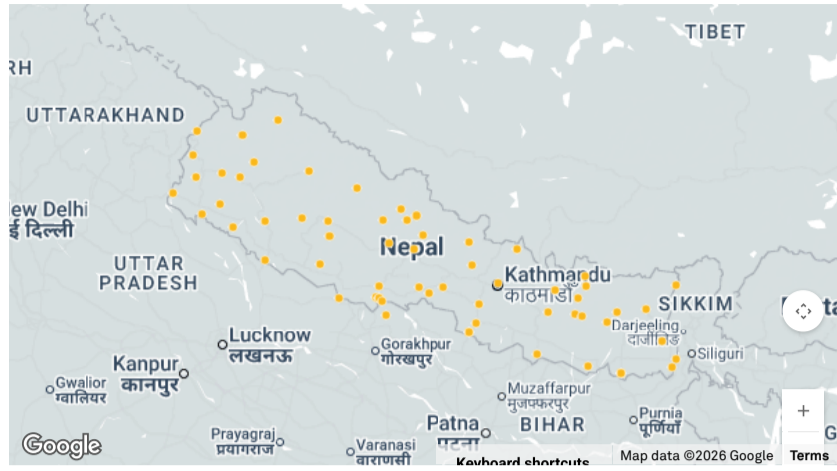 TIBET
RH
UTTARAKHAND
ew Delhi
ई दिल्ली
Nepal
UTTAR
PRADESH
Kathmandu
काठमाडौं
SIKKIM
Lucknow
लखनऊ
Darjeeling
दार्जीलिंग
Gorakhpur
गोरखपुर
Siliguri
Kanpur
कानपुर
Gwalior
ग्वालियर
Muzaffarpur
मुजफ्फरपुर
+
Purnia
पूर्णियाँ
Patna
पटना
BIHAR
Prayagraj
प्रयागराज
Varanasi
वाराणसी
Google
Keyboard shortcuts
Map data ©2026 Google
Terms